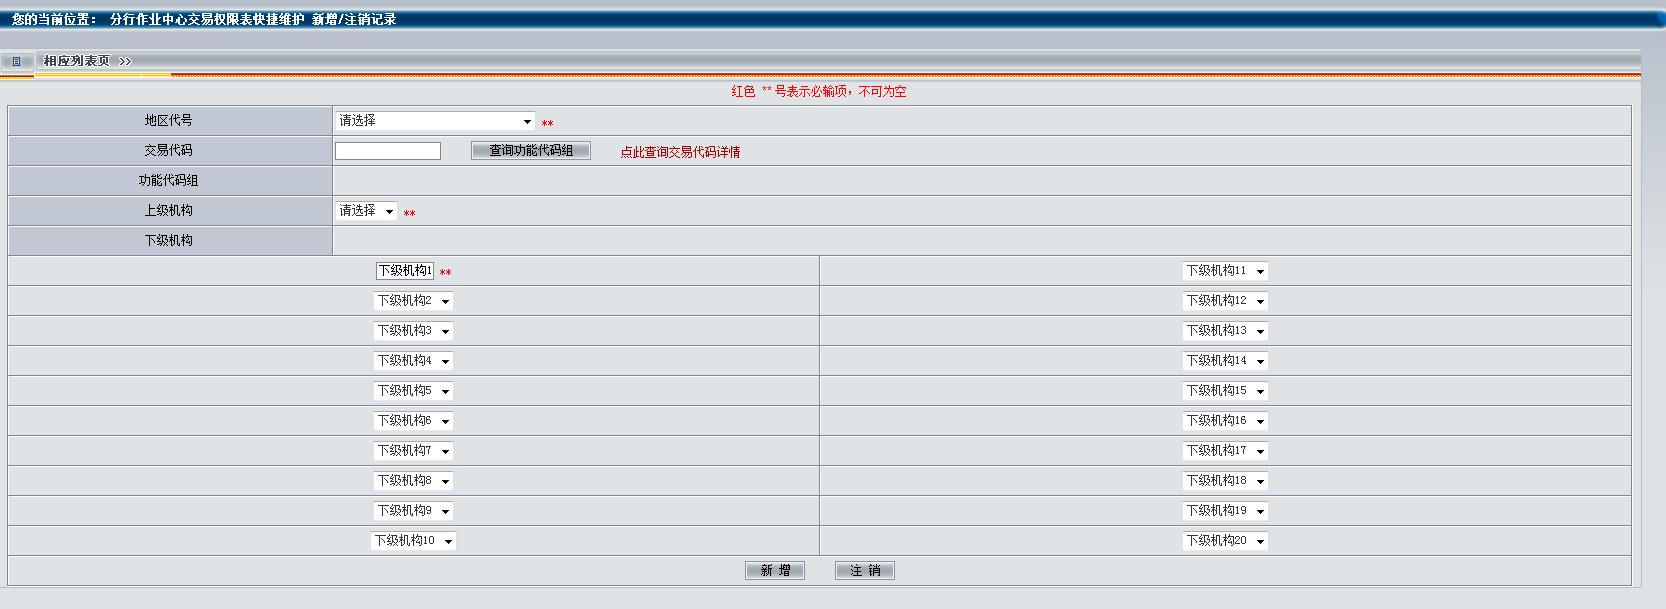 您的当前位置： 分行作业中心交易权限表快捷维护 新增/注销记录
相应列表页 >>
红色 ** 号表示必输项，不可为空
地区代号 请选择 **
交易代码 查询功能代码组 点此查询交易代码详情
功能代码组
上级机构 请选择 **
下级机构
下级机构1 ** 下级机构11
下级机构2 下级机构12
下级机构3 下级机构13
下级机构4 下级机构14
下级机构5 下级机构15
下级机构6 下级机构16
下级机构7 下级机构17
下级机构8 下级机构18
下级机构9 下级机构19
下级机构10 下级机构20
新 增 注 销